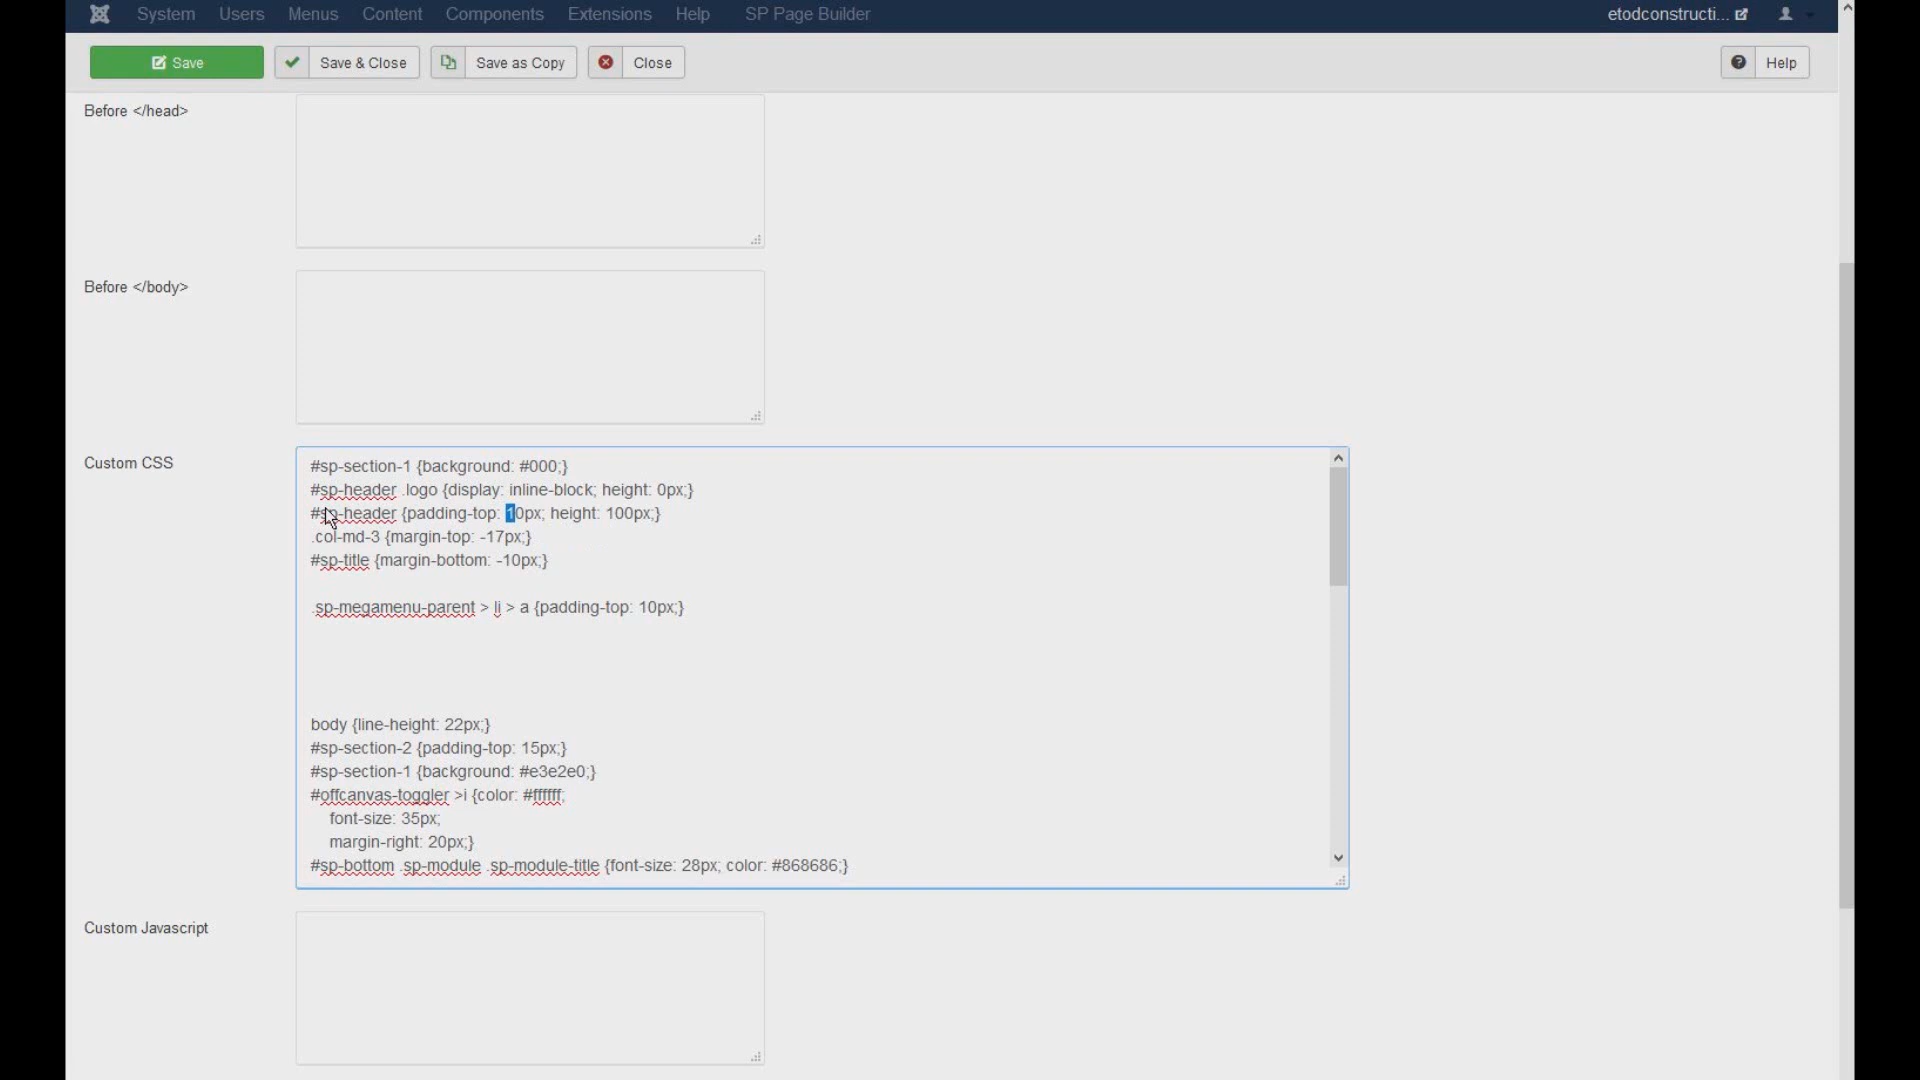 System Users Menus Content Components Extensions Help SP Page Builder etodconstructi...
Save Save & Close Save as Copy Close Help
Before </head>
Before </body>
Custom CSS
#sp-section-1 {background: #000;}
#sp-header .logo {display: inline-block; height: 0px;}
#sp-header {padding-top: 10px; height: 100px;}
.col-md-3 {margin-top: -17px;}
#sp-title {margin-bottom: -10px;}
.sp-megamenu-parent > li > a {padding-top: 10px;}
body {line-height: 22px;}
#sp-section-2 {padding-top: 15px;}
#sp-section-1 {background: #e3e2e0;}
#offcanvas-toggler >i {color: #ffffff;
font-size: 35px;
margin-right: 20px;}
#sp-bottom .sp-module .sp-module-title {font-size: 28px; color: #868686;}
Custom Javascript